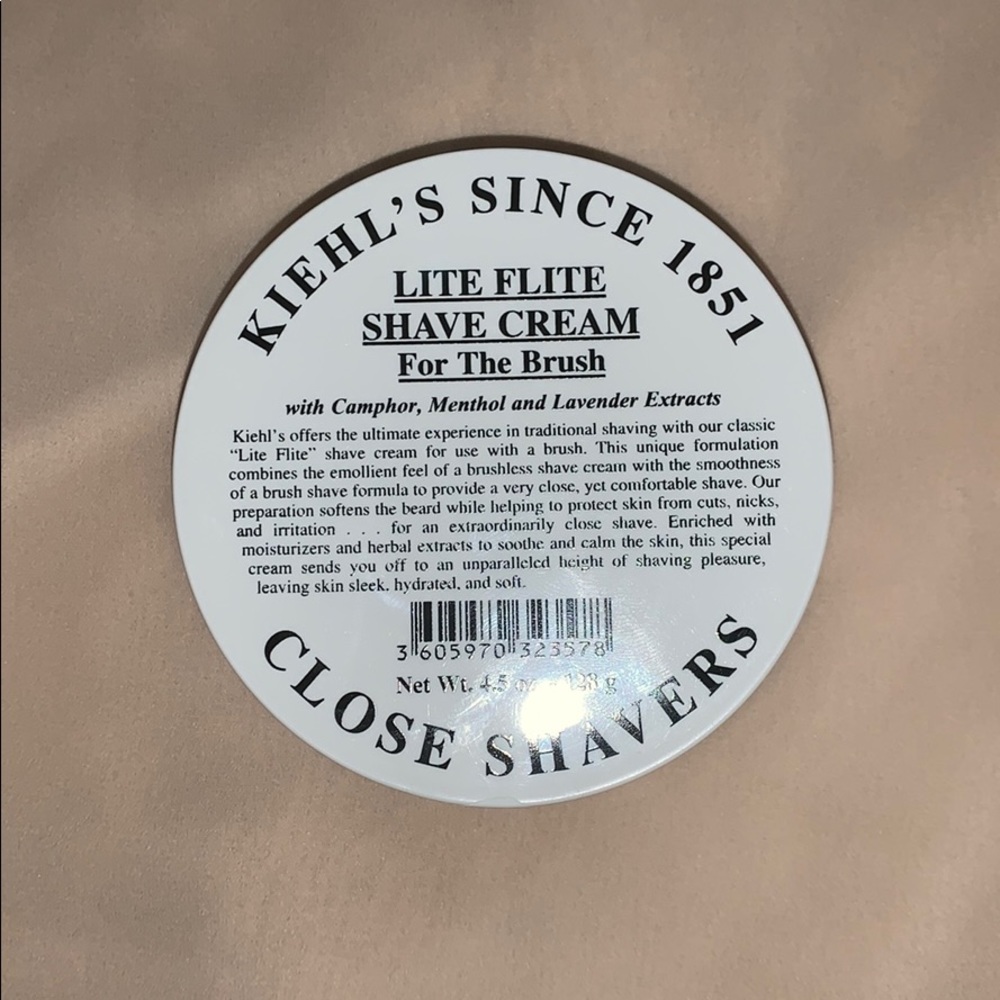 KIEHL'S SINCE 1851
LITE FLITE
SHAVE CREAM
For The Brush
with Camphor, Menthol and Lavender Extracts
Kiehl's offers the ultimate experience in traditional shaving with our classic
"Lite Flite" shave cream for use with a brush. This unique formulation
combines the emollient feel of a brushless shave cream with the smoothness
of a brush shave formula to provide a very close, yet comfortable shave. Our
preparation softens the beard while helping to protect skin from cuts, nicks,
and irritation . . . for an extraordinarily close shave. Enriched with
moisturizers and herbal extracts to soothe and calm the skin, this special
cream sends you off to an unparalleled height of shaving pleasure,
leaving skin sleek, hydrated, and soft.
3 605970 323578
Net Wt. 4.5 128 g
CLOSE SHAVERS